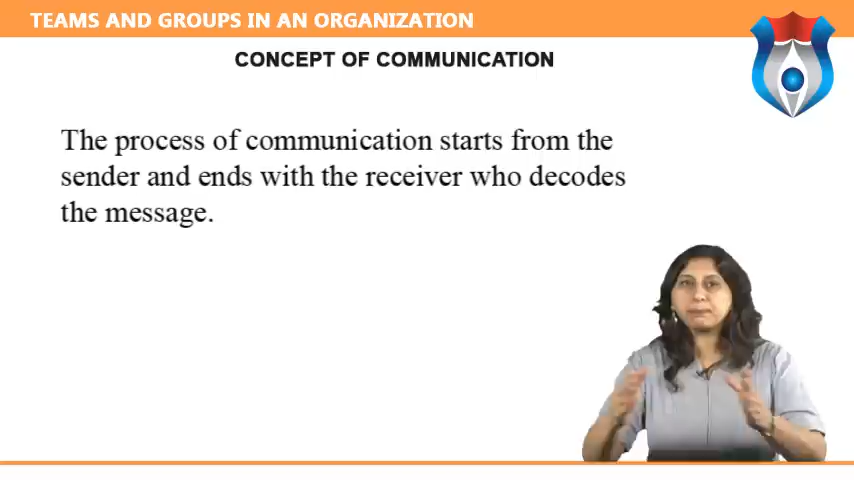 TEAMS AND GROUPS IN AN ORGANIZATION
CONCEPT OF COMMUNICATION
The process of communication starts from the
sender and ends with the receiver who decodes
the message.